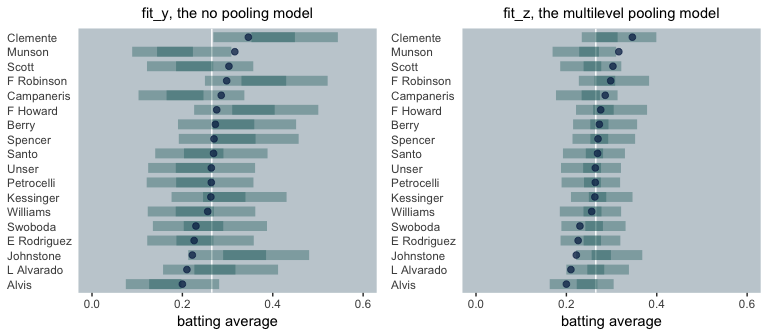 fit_y, the no pooling model
Clemente
Munson
Scott
F Robinson
Campaneris
F Howard
Berry
Spencer
Santo
Unser
Petrocelli
Kessinger
Williams
Swoboda
E Rodriguez
Johnstone
L Alvarado
Alvis
0.0 0.2 0.4 0.6
batting average
fit_z, the multilevel pooling model
Clemente
Munson
Scott
F Robinson
Campaneris
F Howard
Berry
Spencer
Santo
Unser
Petrocelli
Kessinger
Williams
Swoboda
E Rodriguez
Johnstone
L Alvarado
Alvis
0.0 0.2 0.4 0.6
batting average